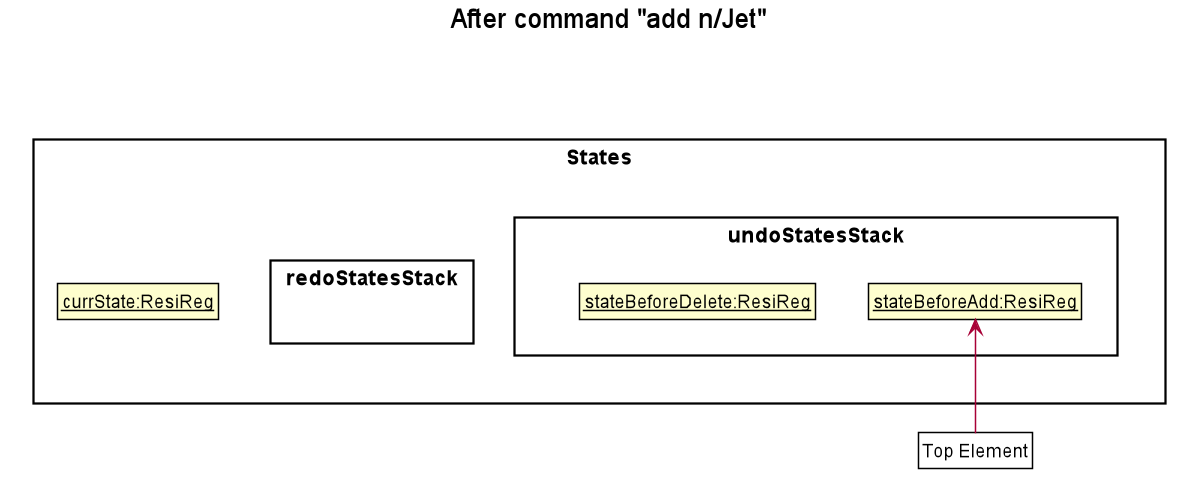 After command "add n/Jet"
States
undoStatesStack
redoStatesStack
currState:ResiReg
stateBeforeDelete:ResiReg
stateBeforeAdd:ResiReg
Top Element